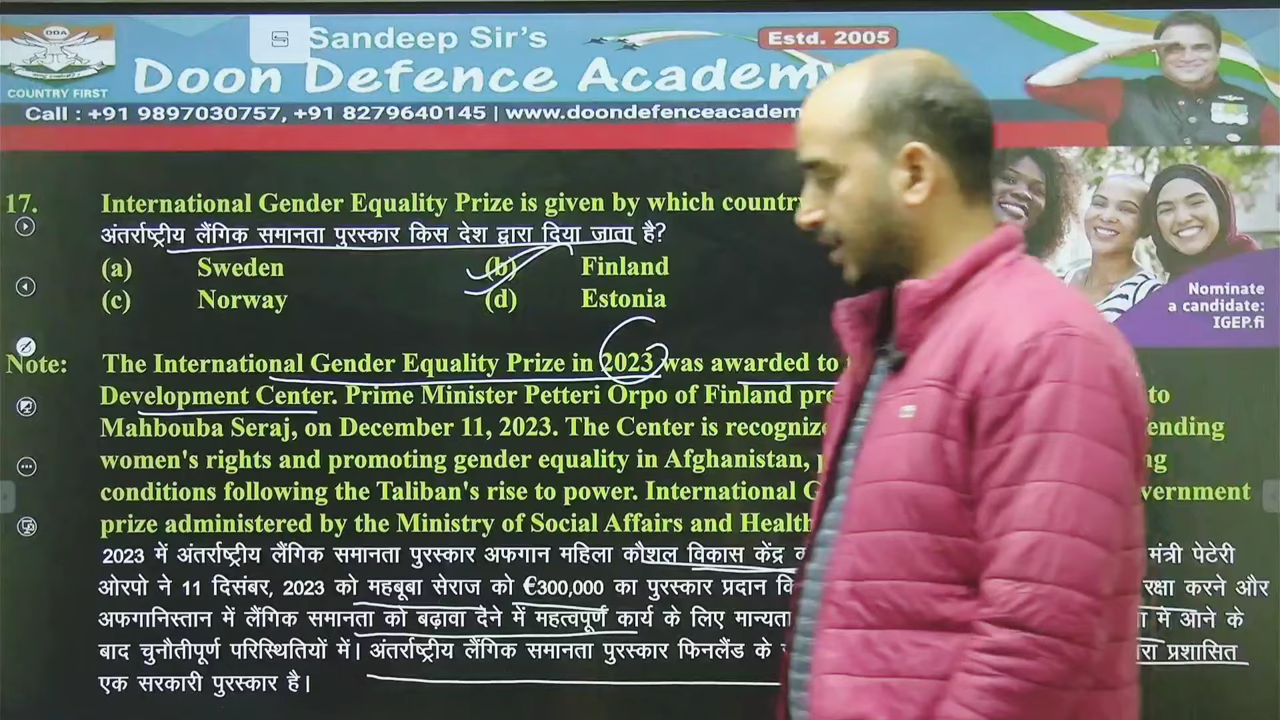 DDA
COUNTRY FIRST
Sandeep Sir's
Estd. 2005
Doon Defence Academy
Call : +91 9897030757, +91 8279640145 | www.doondefenceacadem
17. International Gender Equality Prize is given by which country
अंतर्राष्ट्रीय लैंगिक समानता पुरस्कार किस देश द्वारा दिया जाता है?
(a) Sweden (b) Finland
(c) Norway (d) Estonia
Nominate
a candidate:
IGEP.fi
Note: The International Gender Equality Prize in 2023 was awarded to
Development Center. Prime Minister Petteri Orpo of Finland pre to
Mahbouba Seraj, on December 11, 2023. The Center is recognize ending
women's rights and promoting gender equality in Afghanistan, ng
conditions following the Taliban's rise to power. International G vernment
prize administered by the Ministry of Social Affairs and Health
2023 में अंतर्राष्ट्रीय लैंगिक समानता पुरस्कार अफगान महिला कौशल विकास केंद्र मंत्री पेटेरी
ओरपो ने 11 दिसंबर, 2023 को महबूबा सेराज को €300,000 का पुरस्कार प्रदान कि रक्षा करने और
अफगानिस्तान में लैंगिक समानता को बढ़ावा देने में महत्वपूर्ण कार्य के लिए मान्यता में आने के
बाद चुनौतीपूर्ण परिस्थितियों में। अंतर्राष्ट्रीय लैंगिक समानता पुरस्कार फिनलैंड के रा प्रशासित
एक सरकारी पुरस्कार है।